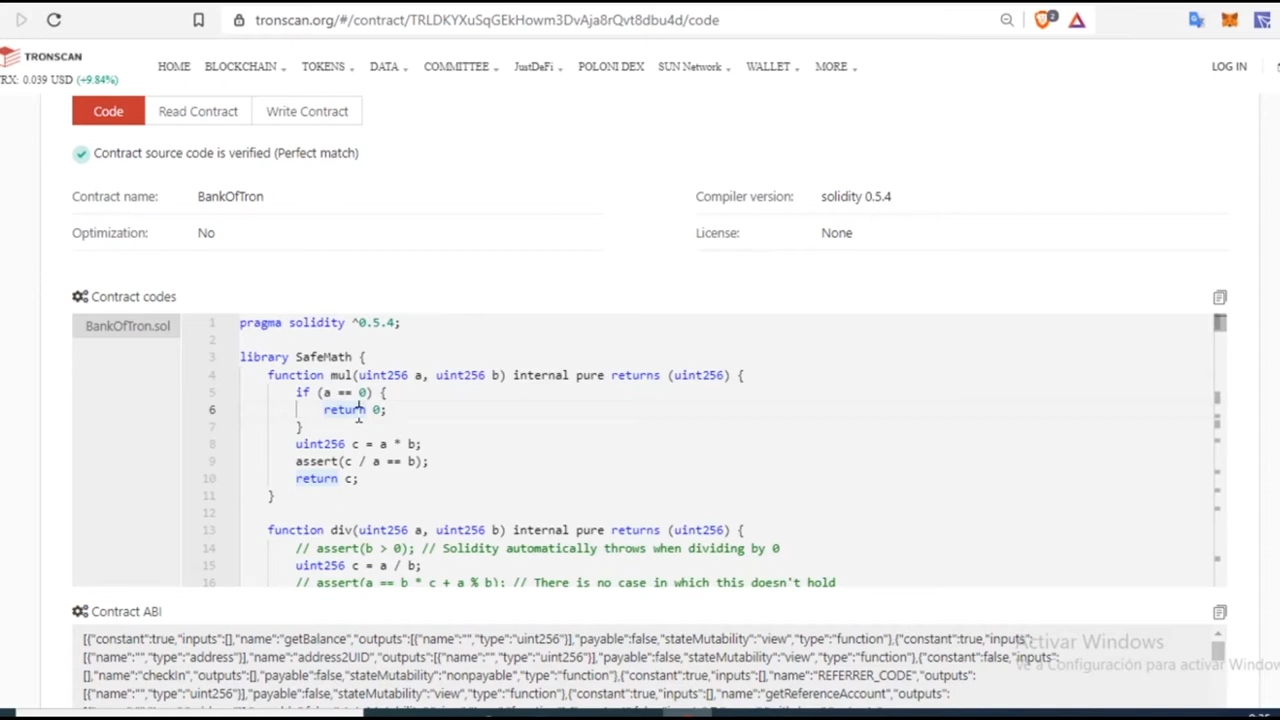 tronscan.org/#/contract/TRLDKYXuSqGEkHowm3DvAja8rQvt8dbu4d/code
2
TRONSCAN
RX: 0.039 USD (+9.84%)
HOME BLOCKCHAIN TOKENS DATA COMMITTEE JustDeFi POLONI DEX SUN Network WALLET MORE LOG IN
Code Read Contract Write Contract
Contract source code is verified (Perfect match)
Contract name: BankOfTron Compiler version: solidity 0.5.4
Optimization: No License: None
Contract codes
BankOfTron.sol
1 pragma solidity ^0.5.4;
2
3 library SafeMath {
4 function mul(uint256 a, uint256 b) internal pure returns (uint256) {
5 if (a == 0) {
6 return 0;
7 }
8 uint256 c = a * b;
9 assert(c / a == b);
10 return c;
11 }
12
13 function div(uint256 a, uint256 b) internal pure returns (uint256) {
14 // assert(b > 0); // Solidity automatically throws when dividing by 0
15 uint256 c = a / b;
16 // assert(a == b * c + a % b); // There is no case in which this doesn't hold
Contract ABI
[{"constant":true,"inputs":[],"name":"getBalance","outputs":[{"name":"","type":"uint256"}],"payable":false,"stateMutability":"view","type":"function"},{"constant":true,"inputs":
[{"name":"","type":"address"}],"name":"address2UID","outputs":[{"name":"","type":"uint256"}],"payable":false,"stateMutability":"view","type":"function"},{"constant":false,"inputs":
[],"name":"checkIn","outputs":[],"payable":false,"stateMutability":"nonpayable","type":"function"},{"constant":true,"inputs":[],"name":"REFERRER_CODE","outputs":
[{"name":"","type":"uint256"}],"payable":false,"stateMutability":"view","type":"function"},{"constant":true,"inputs":[],"name":"getReferenceAccount","outputs":
Activar Windows
Ve a Configuración para activar Window